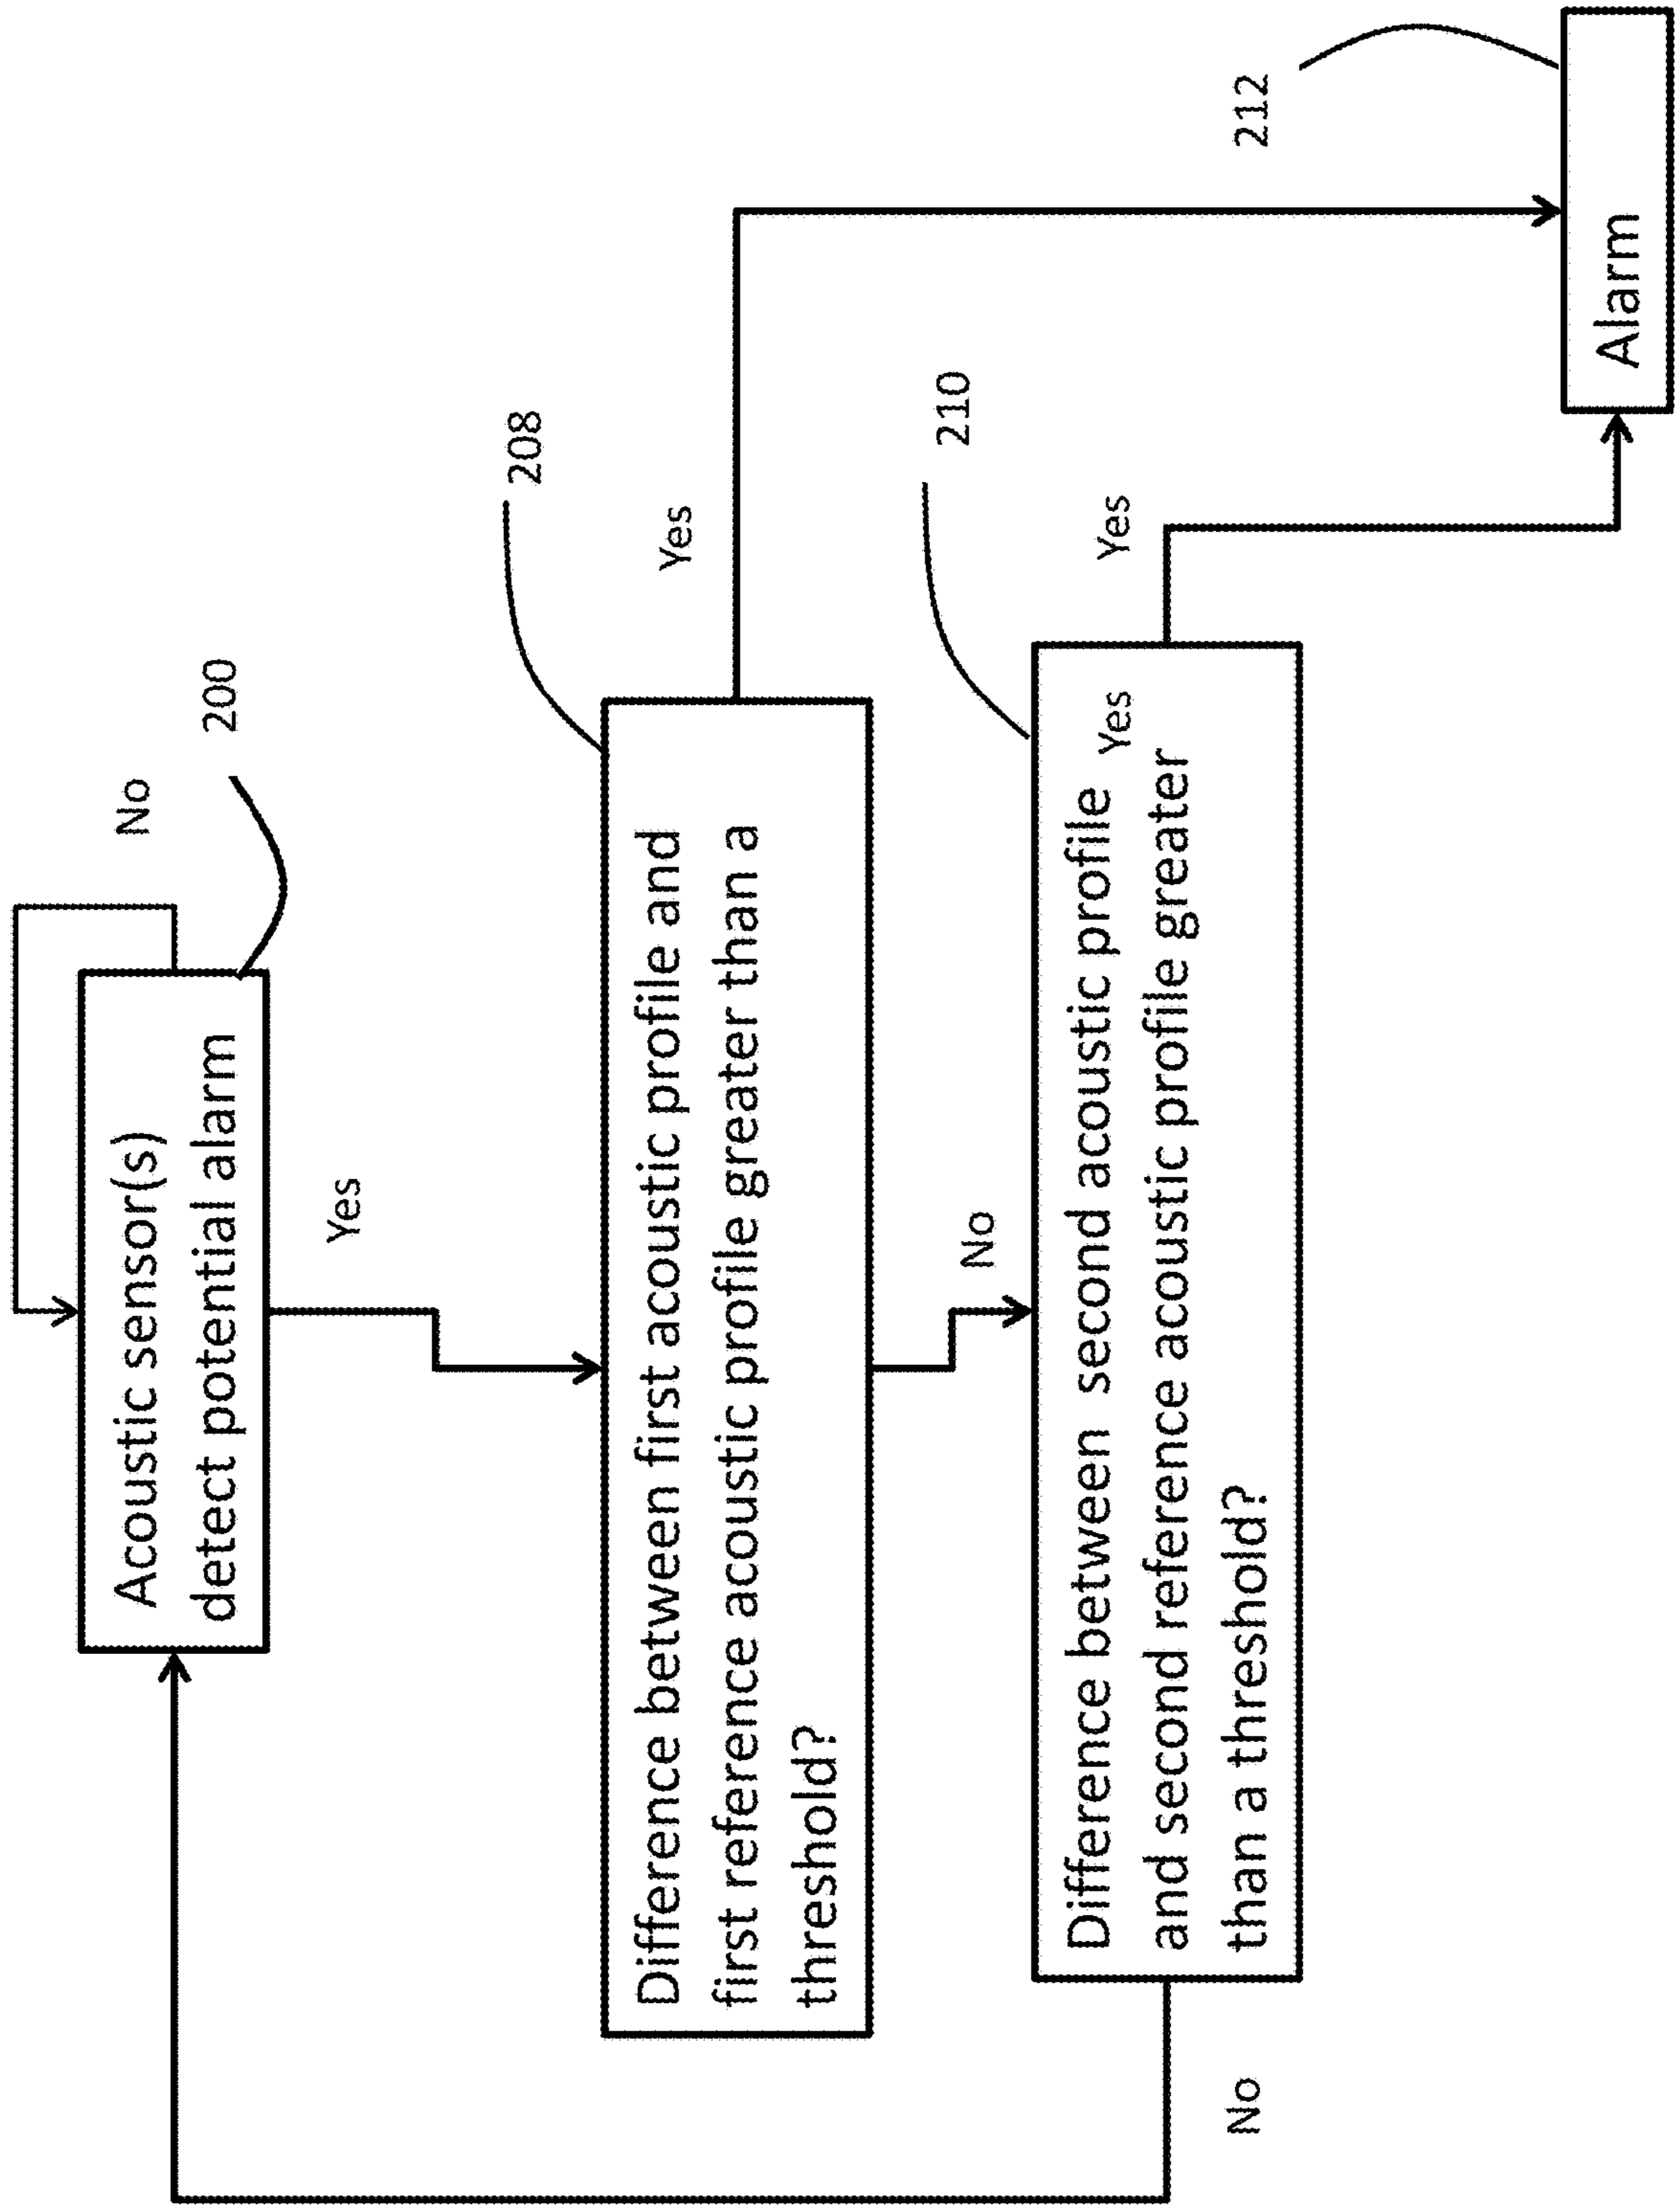 No
200
Acoustic sensor(s)
detect potential alarm
Yes
208
Difference between first acoustic profile and
first reference acoustic profile greater than a
threshold?
Yes
No
210
Difference between second acoustic profile
Yes
and second reference acoustic profile greater
than a threshold?
Yes
No
212
Alarm